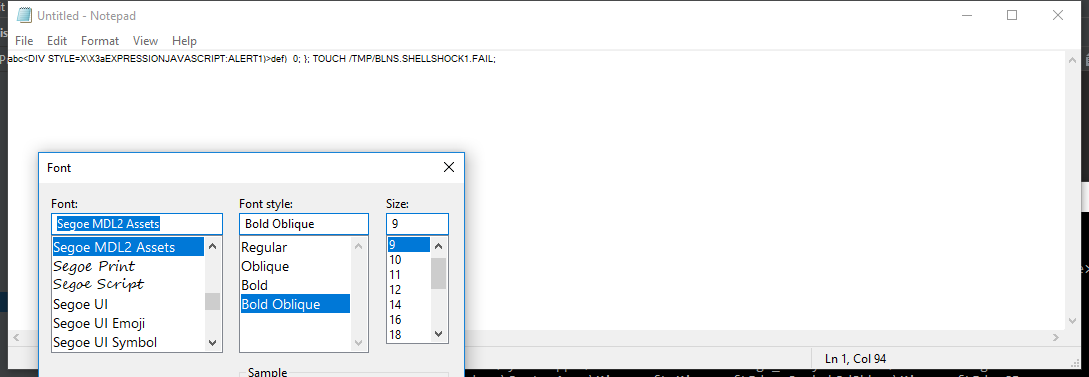 Untitled - Notepad
File Edit Format View Help
abc<DIV STYLE=X\X3aEXPRESSIONJAVASCRIPT:ALERT1)>def) 0; }; TOUCH /TMP/BLNS.SHELLSHOCK1.FAIL;
Font
Font: Font style: Size:
Segoe MDL2 Assets Bold Oblique 9
Segoe MDL2 Assets Regular 9
Segoe Print Oblique 10
Segoe Script Bold 11
Segoe UI Bold Oblique 12
Segoe UI Emoji 14
Segoe UI Symbol 16
18
Sample
Ln 1, Col 94